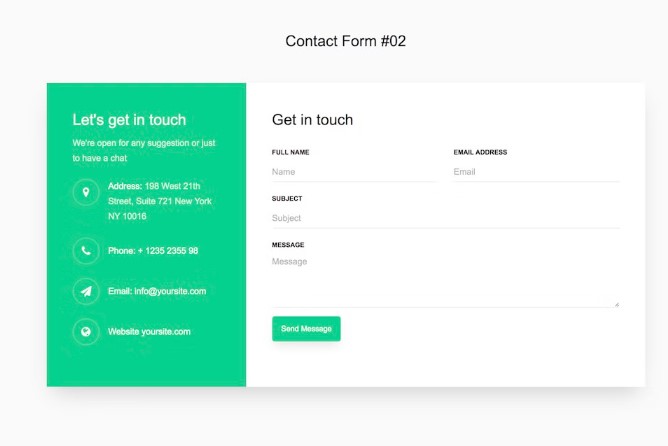 Contact Form #02
Let's get in touch
We're open for any suggestion or just
to have a chat
Address: 198 West 21th
Street, Suite 721 New York
NY 10016
Phone: + 1235 2355 98
Email: info@yoursite.com
Website yoursite.com
Get in touch
FULL NAME
Name
EMAIL ADDRESS
Email
SUBJECT
Subject
MESSAGE
Message
Send Message